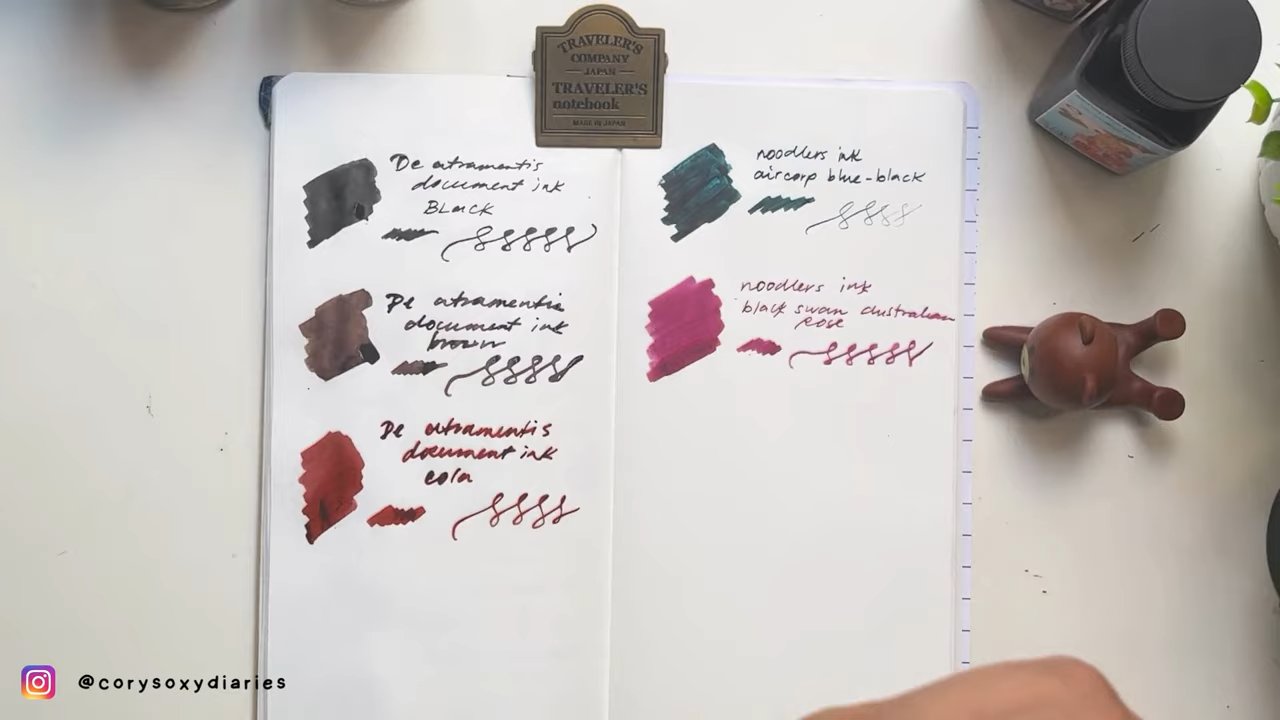 TRAVELER'S
COMPANY
JAPAN
TRAVELER'S
notebook
MADE IN JAPAN
De atramentis
document ink
BLack
De atramentis
document ink
brown
De atramentis
document ink
cola
noodlers ink
aircorp blue-black
noodlers ink
black swan australian
rose
@corysoxydiaries